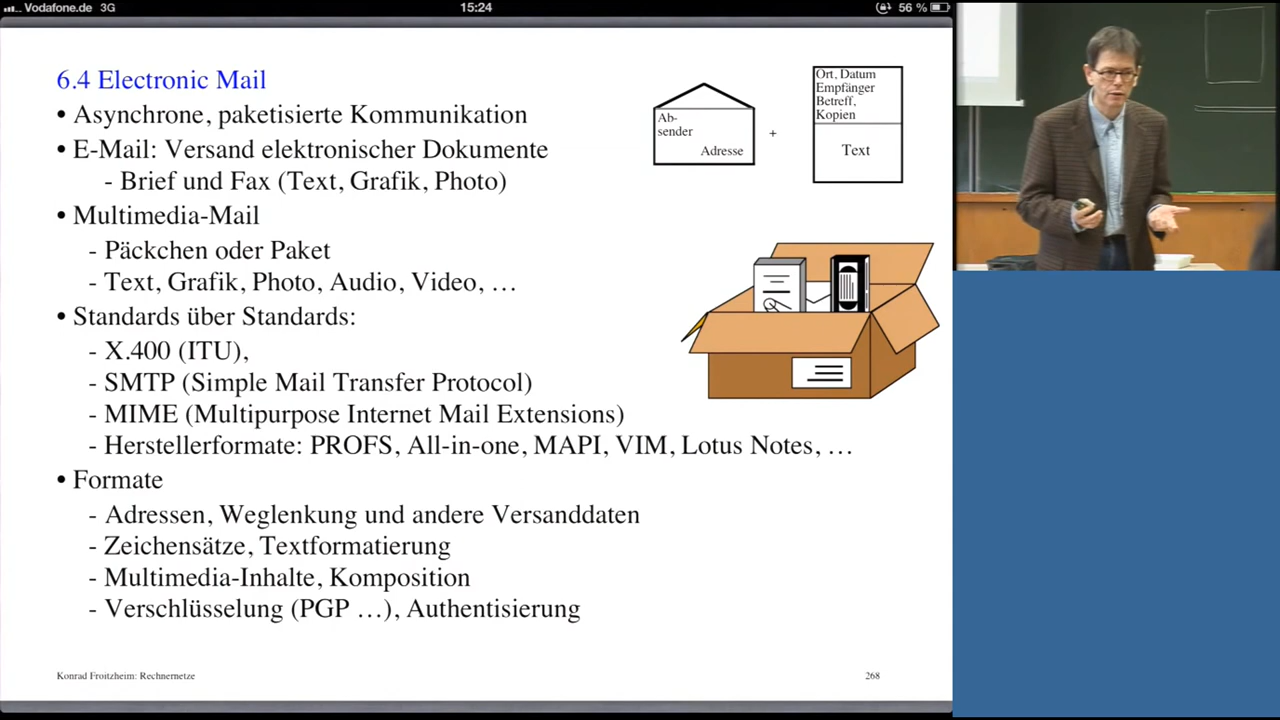 Vodafone.de 3G
15:24
56 %
6.4 Electronic Mail
• Asynchrone, paketisierte Kommunikation
• E-Mail: Versand elektronischer Dokumente
- Brief und Fax (Text, Grafik, Photo)
• Multimedia-Mail
- Päckchen oder Paket
- Text, Grafik, Photo, Audio, Video, …
• Standards über Standards:
- X.400 (ITU),
- SMTP (Simple Mail Transfer Protocol)
- MIME (Multipurpose Internet Mail Extensions)
- Herstellerformate: PROFS, All-in-one, MAPI, VIM, Lotus Notes, …
• Formate
- Adressen, Weglenkung und andere Versanddaten
- Zeichensätze, Textformatierung
- Multimedia-Inhalte, Komposition
- Verschlüsselung (PGP …), Authentisierung
Ab-
sender
Adresse
+
Ort, Datum
Empfänger
Betreff,
Kopien
Text
Konrad Froitzheim: Rechnernetze
268